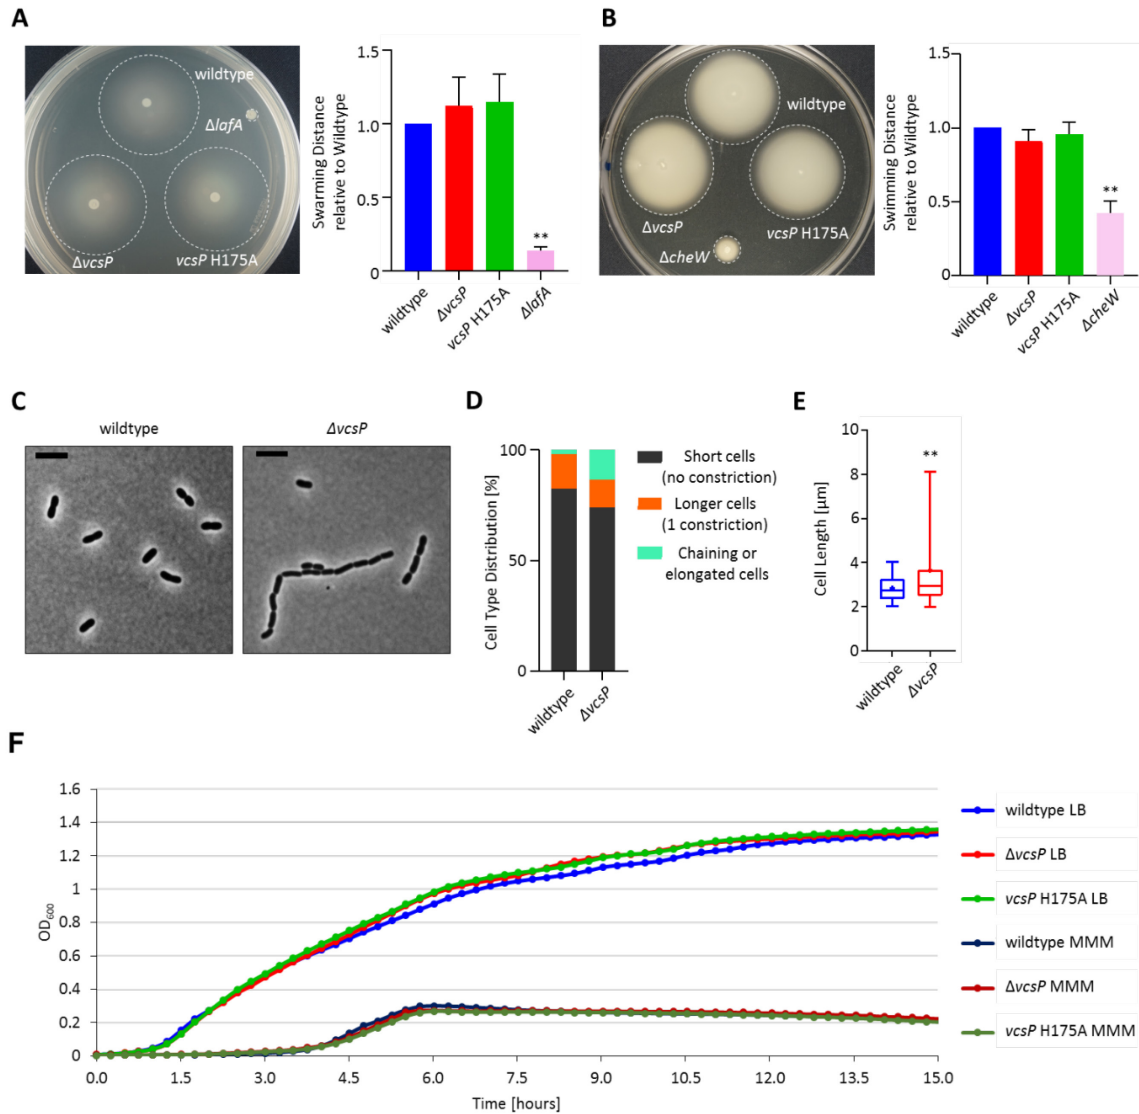 A
wildtype
ΔlafA
ΔvcsP
vcsP H175A
Swarming Distance
relative to Wildtype
1.5
1.0
0.5
0
**
wildtype
ΔvcsP
vcsP H175A
ΔlafA
B
wildtype
ΔvcsP
vcsP H175A
ΔcheW
Swimming Distance
relative to Wildtype
1.5
1.0
0.5
0
**
wildtype
ΔvcsP
vcsP H175A
ΔcheW
C
wildtype
ΔvcsP
D
Cell Type Distribution [%]
100
50
0
wildtype
ΔvcsP
Short cells
(no constriction)
Longer cells
(1 constriction)
Chaining or
elongated cells
E
Cell Length [µm]
10
8
6
4
2
0
**
wildtype
ΔvcsP
F
OD600
1.6
1.4
1.2
1
0.8
0.6
0.4
0.2
0
0.0 1.5 3.0 4.5 6.0 7.5 9.0 10.5 12.0 13.5 15.0
Time [hours]
wildtype LB
ΔvcsP LB
vcsP H175A LB
wildtype MMM
ΔvcsP MMM
vcsP H175A MMM